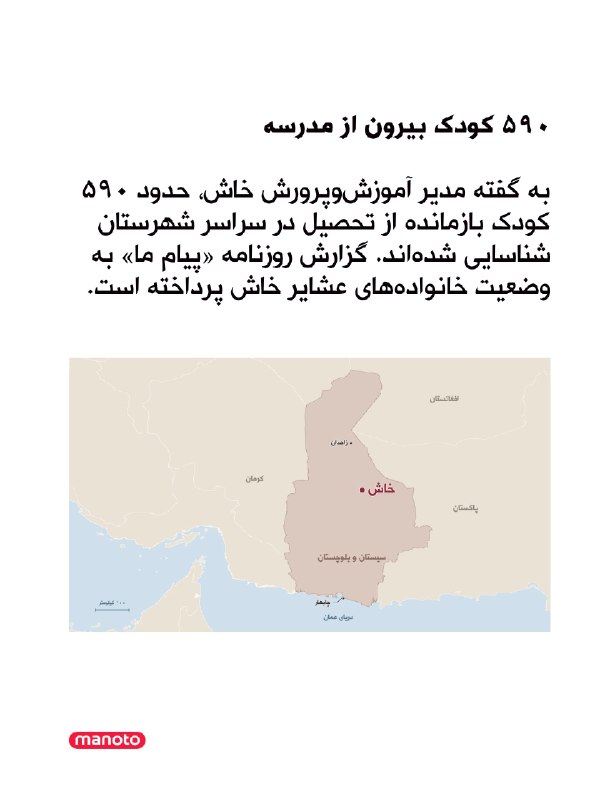 ۵۹۰ کودک بیرون از مدرسه
به گفته مدیر آموزش‌وپرورش خاش، حدود ۵۹۰
کودک بازمانده از تحصیل در سراسر شهرستان
شناسایی شده‌اند. گزارش روزنامه «پیام ما» به
وضعیت خانواده‌های عشایر خاش پرداخته است.
افغانستان
زاهدان
کرمان
خاش
پاکستان
سیستان و بلوچستان
چابهار
۱۰۰ کیلومتر
دریای عمان
manoto